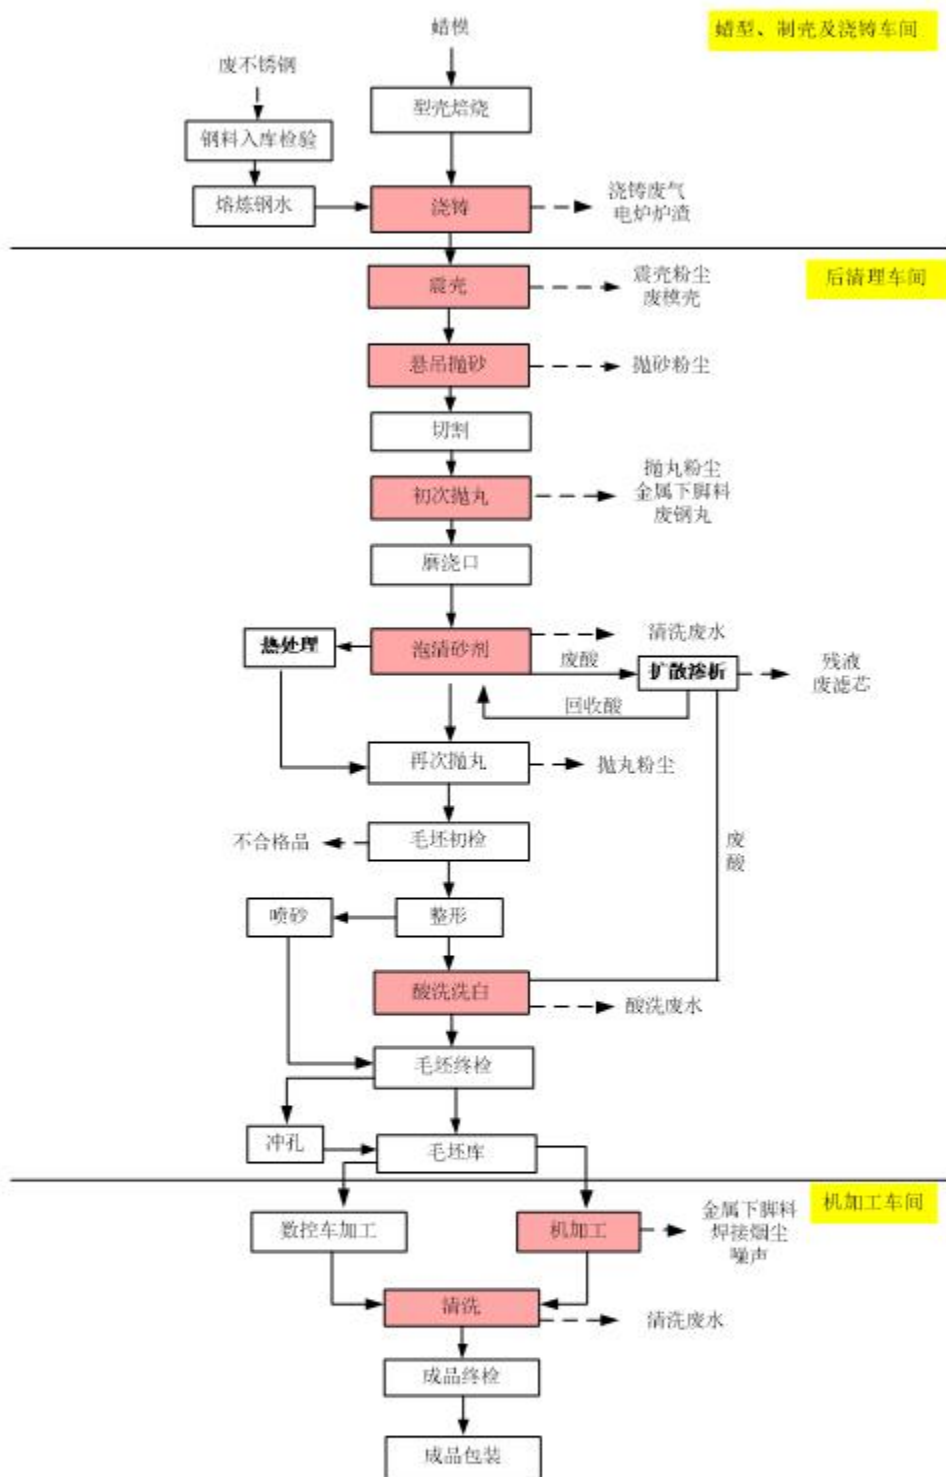 蜡模
蜡型、制壳及浇铸车间
废不锈钢
型壳焙烧
钢料入库检验
熔炼钢水
浇铸
浇铸废气
电炉炉渣
后清理车间
震壳
震壳粉尘
废模壳
悬吊抛砂
抛砂粉尘
切割
初次抛丸
抛丸粉尘
金属下脚料
废钢丸
磨浇口
热处理
泡清砂剂
清洗废水
废酸
扩散渗析
残液
废滤芯
回收酸
再次抛丸
抛丸粉尘
不合格品
毛坯初检
废
酸
喷砂
整形
酸洗洗白
酸洗废水
毛坯终检
冲孔
毛坯库
机加工车间
数控车加工
机加工
金属下脚料
焊接烟尘
噪声
清洗
清洗废水
成品终检
成品包装